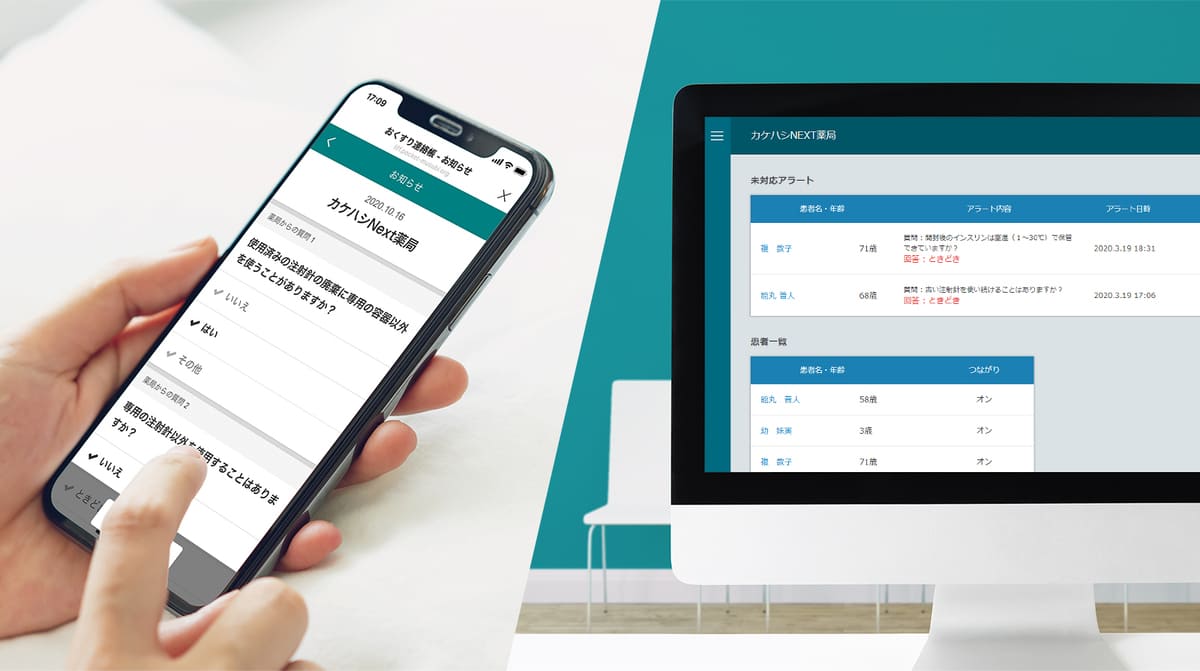 17:09
おくすり連絡帳 - お知らせ
お知らせ
2020.10.16
カケハシNext薬局
薬局からの質問 1
使用済みの注射針の廃棄に専用の容器以外
を使うことがありますか？
いいえ
はい
その他
薬局からの質問 2
専用の注射針以外を使用することはありま
すか？
いいえ
ときど
カケハシNEXT薬局
未対応アラート
患者名・年齢 アラート内容 アラート日時
質問：開封後のインスリンは室温（1～30℃）で保管
複 数子 71歳 できていますか？ 2020.3.19 18:31
回答：ときどき
質問：古い注射針を使い続けることはありますか？
総丸 普人 68歳 2020.3.19 17:06
回答：ときどき
患者一覧
患者名・年齢 つながり
総丸 普人 58歳 オン
幼 妹実 3歳 オン
複 数子 71歳 オン